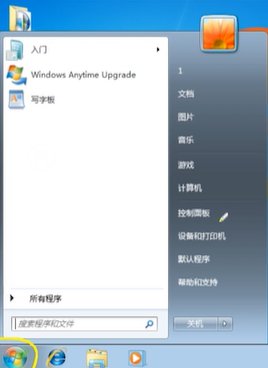 入门
Windows Anytime Upgrade
写字板
所有程序
搜索程序和文件
1
文档
图片
音乐
游戏
计算机
控制面板
设备和打印机
默认程序
帮助和支持
关机